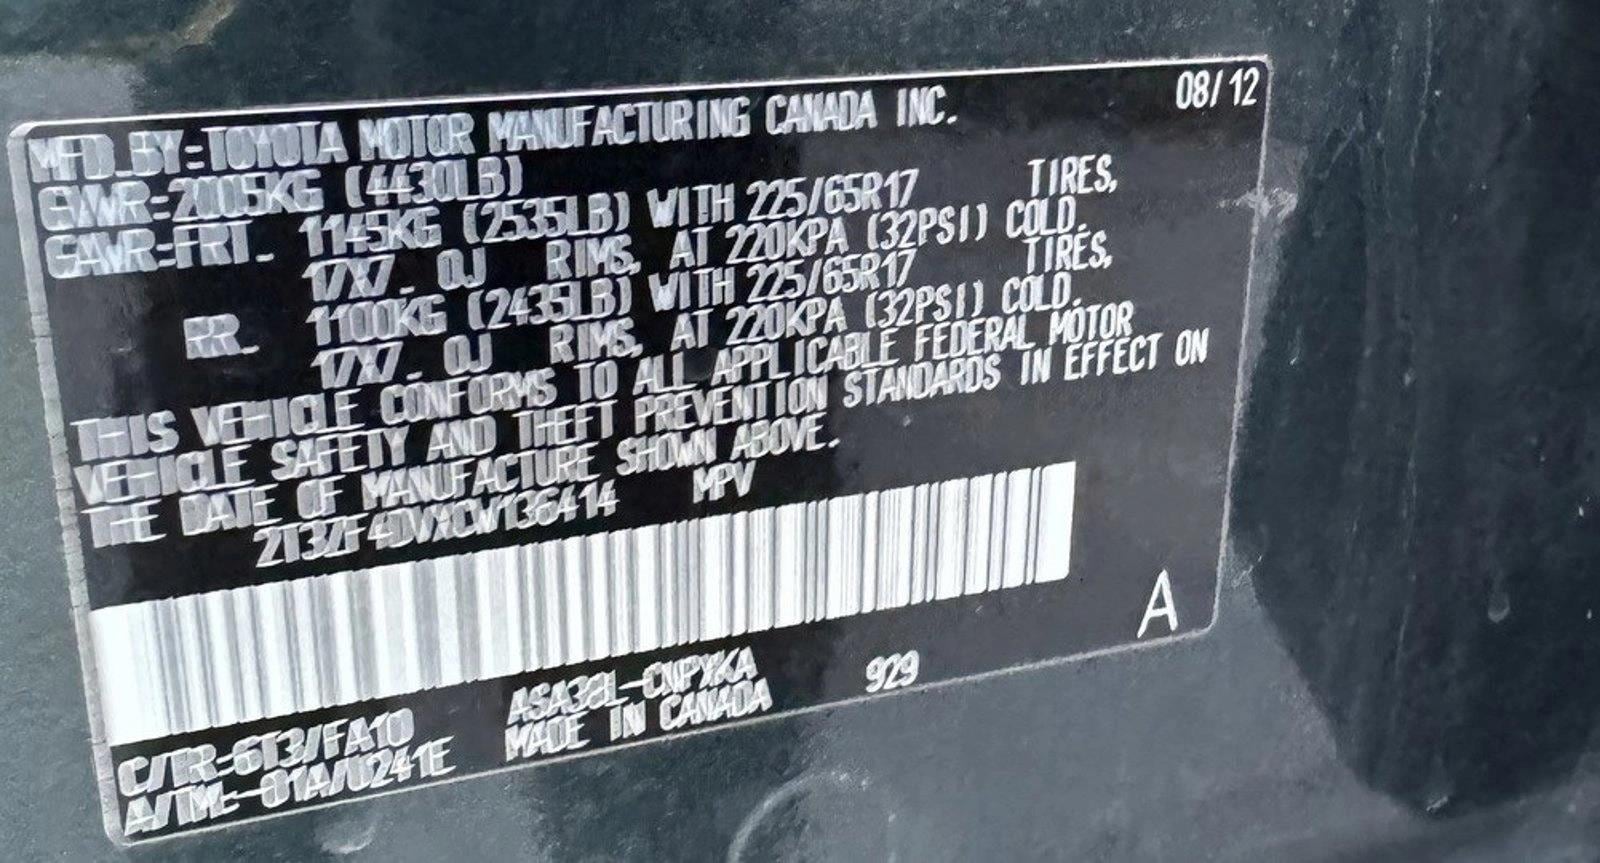 08/12
MFD. BY:TOYOTA MOTOR MANUFACTURING CANADA INC.
GVWR:2005KG (4430LB)
GAWR:FRT. 1145KG (2535LB) WITH 225/65R17 TIRES,
17X7. 0J RIMS, AT 220KPA (32PSI) COLD.
RR. 1100KG (2435LB) WITH 225/65R17 TIRES,
17X7. 0J RIMS, AT 220KPA (32PSI) COLD.
THIS VEHICLE CONFORMS TO ALL APPLICABLE FEDERAL MOTOR
VEHICLE SAFETY AND THEFT PREVENTION STANDARDS IN EFFECT ON
THE DATE OF MANUFACTURE SHOWN ABOVE.
2T3ZF4DVXCW136414 MPV
A
C/TR:6T3/FA10 ASA38L-CNPXKA 929
A/TM:-01A/U241E MADE IN CANADA